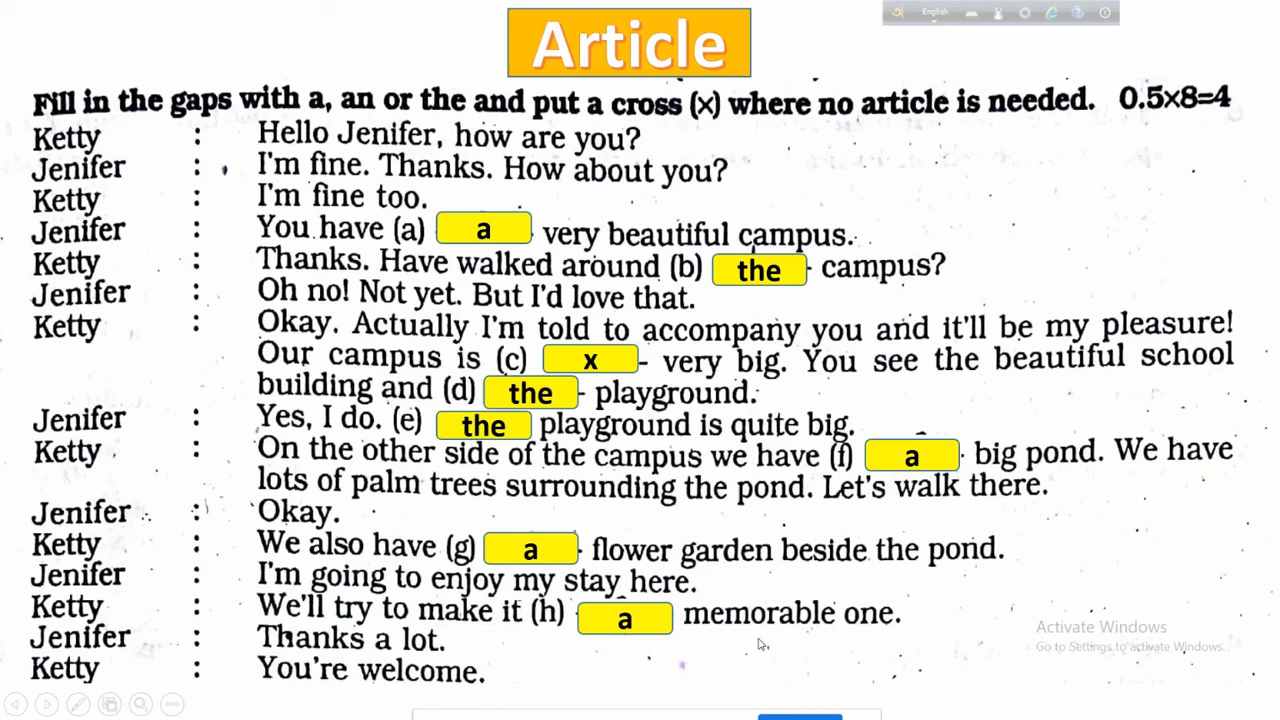 English
Article
Fill in the gaps with a, an or the and put a cross (×) where no article is needed. 0.5×8=4
Ketty : Hello Jenifer, how are you?
Jenifer : I'm fine. Thanks. How about you?
Ketty : I'm fine too.
Jenifer : You have (a) a very beautiful campus.
Ketty : Thanks. Have walked around (b) the campus?
Jenifer : Oh no! Not yet. But I'd love that.
Ketty : Okay. Actually I'm told to accompany you and it'll be my pleasure!
Our campus is (c) x - very big. You see the beautiful school
building and (d) the - playground.
Jenifer : Yes, I do. (e) the playground is quite big.
Ketty : On the other side of the campus we have (f) a big pond. We have
lots of palm trees surrounding the pond. Let's walk there.
Jenifer : Okay.
Ketty : We also have (g) a flower garden beside the pond.
Jenifer : I'm going to enjoy my stay here.
Ketty : We'll try to make it (h) a memorable one.
Jenifer : Thanks a lot.
Ketty : You're welcome.
Activate Windows
Go to Settings to activate Windows.